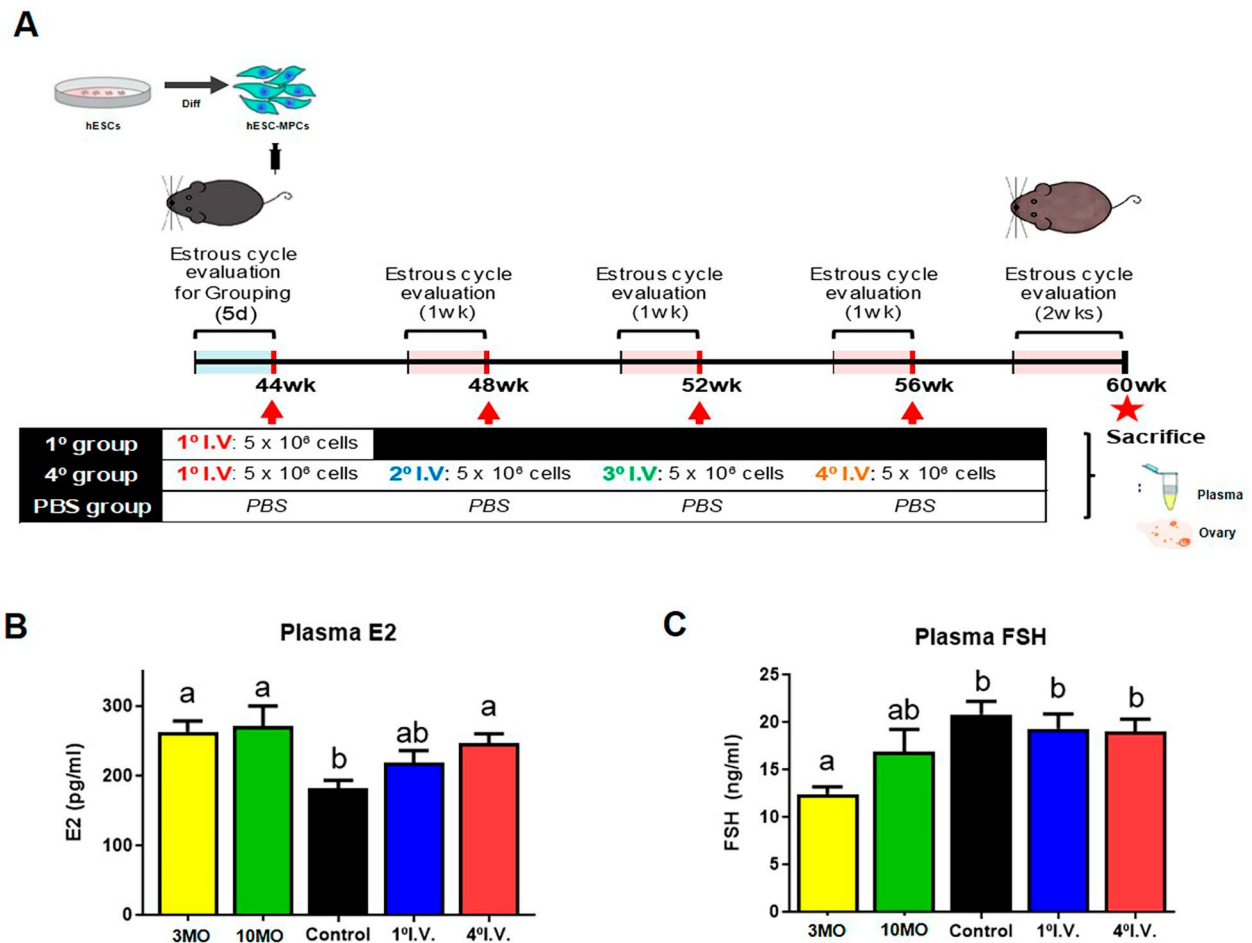 A
hESCs
Diff
hESC-MPCs
Estrous cycle
evaluation
for Grouping
(5d)
Estrous cycle
evaluation
(1wk)
Estrous cycle
evaluation
(1wk)
Estrous cycle
evaluation
(1wk)
Estrous cycle
evaluation
(2wks)
44wk 48wk 52wk 56wk 60wk
1º group 1º I.V: 5 x 10⁶ cells
4º group 1º I.V: 5 x 10⁶ cells 2º I.V: 5 x 10⁶ cells 3º I.V: 5 x 10⁶ cells 4º I.V: 5 x 10⁶ cells
PBS group PBS PBS PBS PBS
Sacrifice
:
Plasma
Ovary
B
Plasma E2
E2 (pg/ml)
300
200
100
0
a a b ab a
3MO 10MO Control 1ºI.V. 4ºI.V.
C
Plasma FSH
FSH (ng/ml)
25
20
15
10
5
0
a ab b b b
3MO 10MO Control 1ºI.V. 4ºI.V.